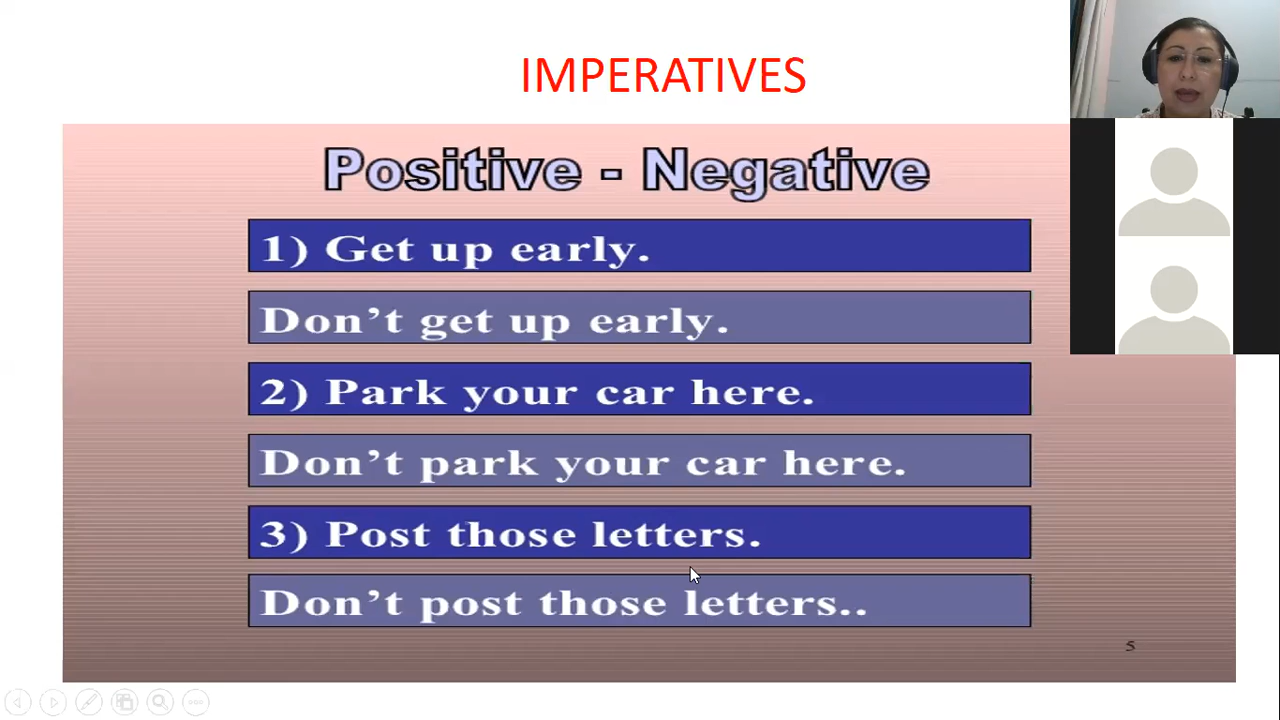 IMPERATIVES
Positive - Negative
1) Get up early.
Don’t get up early.
2) Park your car here.
Don’t park your car here.
3) Post those letters.
Don’t post those letters..
5